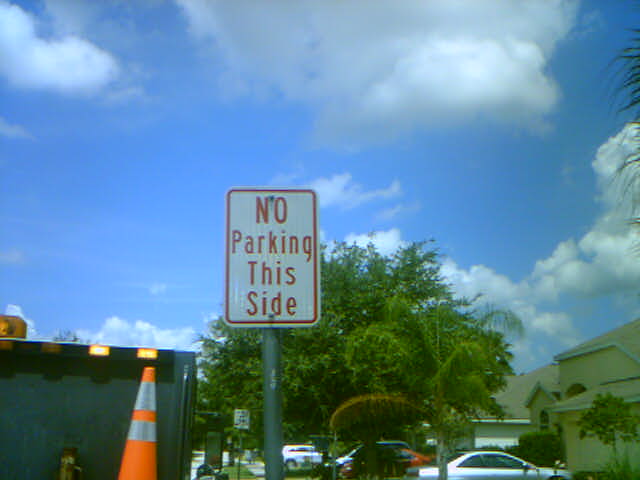 NO
Parking
This
Side